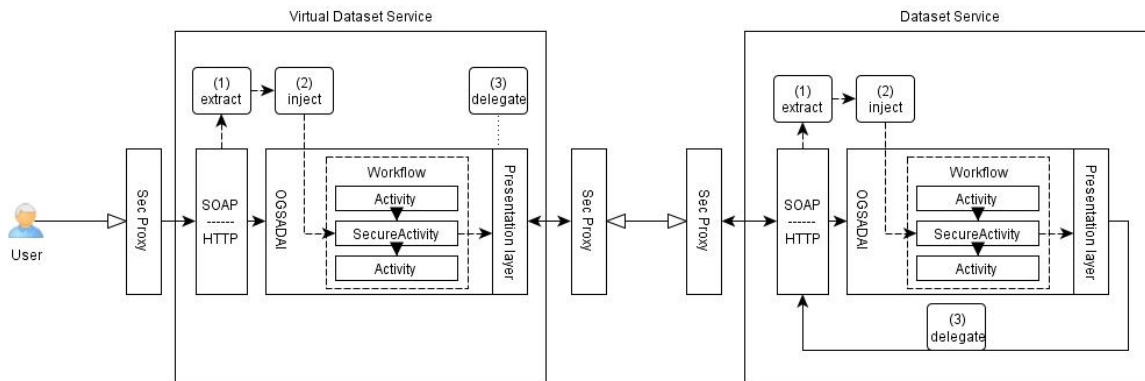 Virtual Dataset Service
Dataset Service
(1)
extract
(2)
inject
(3)
delegate
(1)
extract
(2)
inject
User
Sec Proxy
SOAP
------
HTTP
OGSADAI
Workflow
Activity
SecureActivity
Activity
Presentation layer
Sec Proxy
Sec Proxy
SOAP
------
HTTP
OGSADAI
Workflow
Activity
SecureActivity
Activity
Presentation layer
(3)
delegate